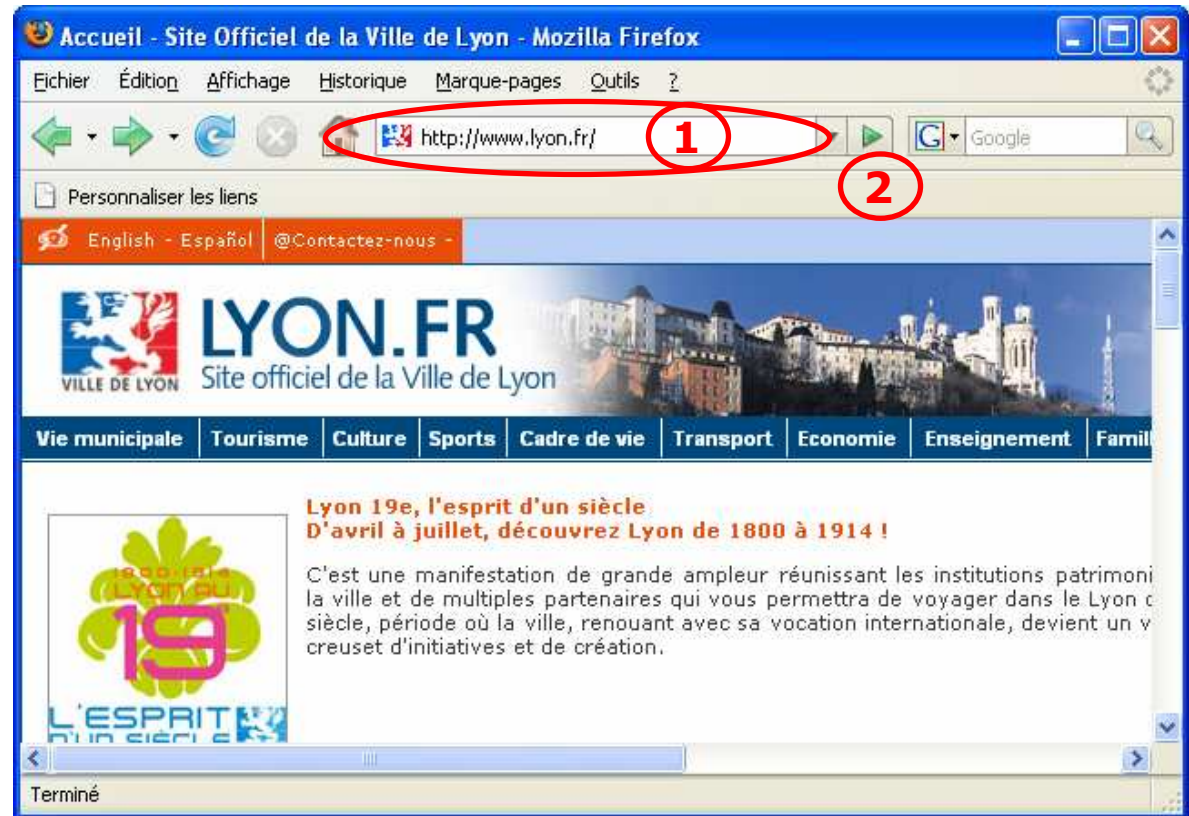 Accueil - Site Officiel de la Ville de Lyon - Mozilla Firefox
Fichier Édition Affichage Historique Marque-pages Outils ?
http://www.lyon.fr/ 1 G Google
2
Personnaliser les liens
English - Español @Contactez-nous -
LYON.FR
VILLE DE LYON Site officiel de la Ville de Lyon
Vie municipale Tourisme Culture Sports Cadre de vie Transport Economie Enseignement Famill
Lyon 19e, l'esprit d'un siècle
D'avril à juillet, découvrez Lyon de 1800 à 1914 !
C'est une manifestation de grande ampleur réunissant les institutions patrimoni
la ville et de multiples partenaires qui vous permettra de voyager dans le Lyon
siècle, période où la ville, renouant avec sa vocation internationale, devient un v
creuset d'initiatives et de création.
1800-1914
LYON AU
19
L'ESPRIT
D'UN SIÈCLE
Terminé